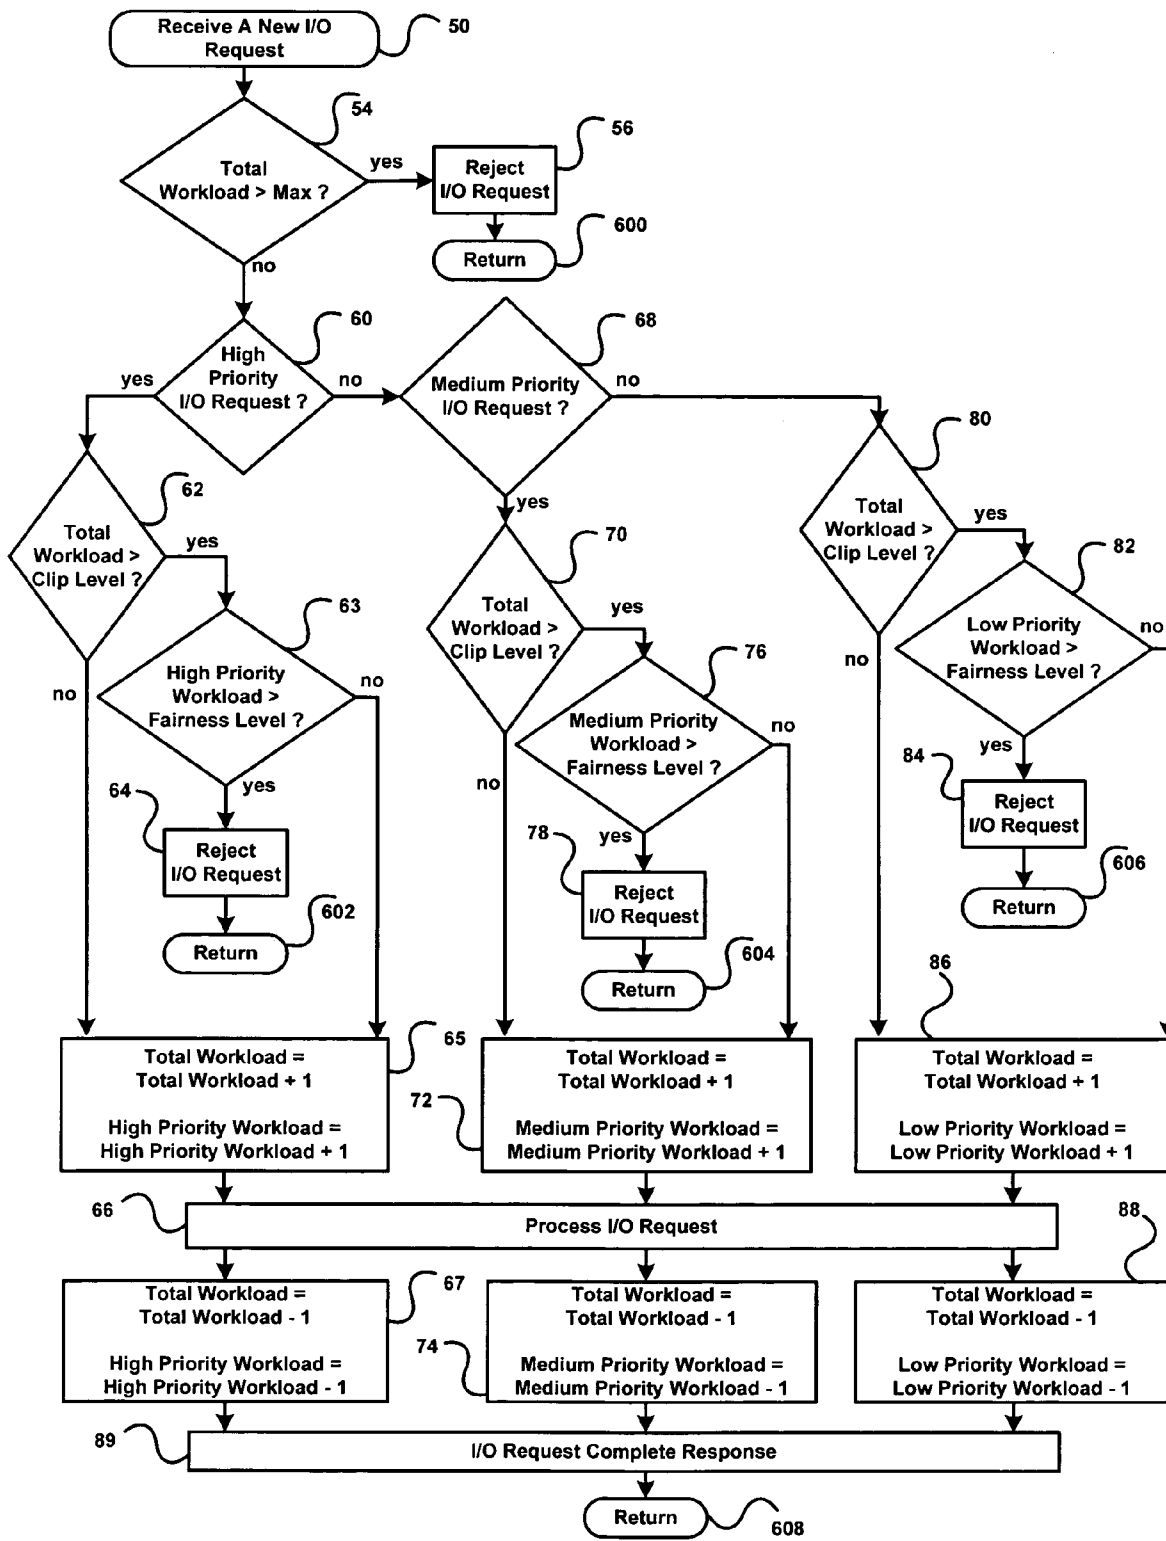 Receive A New I/O
Request
50
54
Total
Workload > Max ?
yes
Reject
I/O Request
56
600
Return
no
60
High
Priority
I/O Request ?
yes
no
68
Medium Priority
I/O Request ?
no
yes
80
Total
Workload >
Clip Level ?
yes
no
62
Total
Workload >
Clip Level ?
yes
no
70
Total
Workload >
Clip Level ?
yes
no
82
Low Priority
Workload >
Fairness Level ?
no
yes
63
High Priority
Workload >
Fairness Level ?
no
yes
76
Medium Priority
Workload >
Fairness Level ?
no
yes
84
Reject
I/O Request
606
Return
64
Reject
I/O Request
602
Return
78
Reject
I/O Request
604
Return
65
Total Workload =
Total Workload + 1
High Priority Workload =
High Priority Workload + 1
72
Total Workload =
Total Workload + 1
Medium Priority Workload =
Medium Priority Workload + 1
86
Total Workload =
Total Workload + 1
Low Priority Workload =
Low Priority Workload + 1
66
Process I/O Request
67
Total Workload =
Total Workload - 1
High Priority Workload =
High Priority Workload - 1
74
Total Workload =
Total Workload - 1
Medium Priority Workload =
Medium Priority Workload - 1
88
Total Workload =
Total Workload - 1
Low Priority Workload =
Low Priority Workload - 1
89
I/O Request Complete Response
Return
608